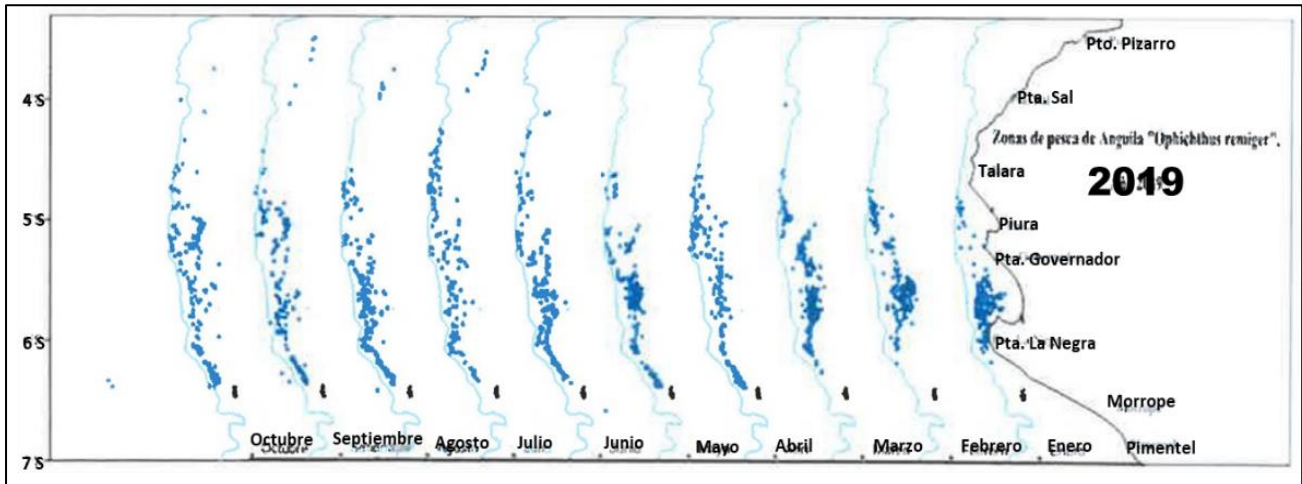 Pto. Pizarro
4 S
Pta. Sal
Zonas de pesca de Anguila "Ophichthus remiger".
Talara
2019
5 S
Piura
Pta. Governador
6 S
Pta. La Negra
Morrope
Octubre Septiembre Agosto Julio Junio Mayo Abril Marzo Febrero Enero Pimentel
7 S